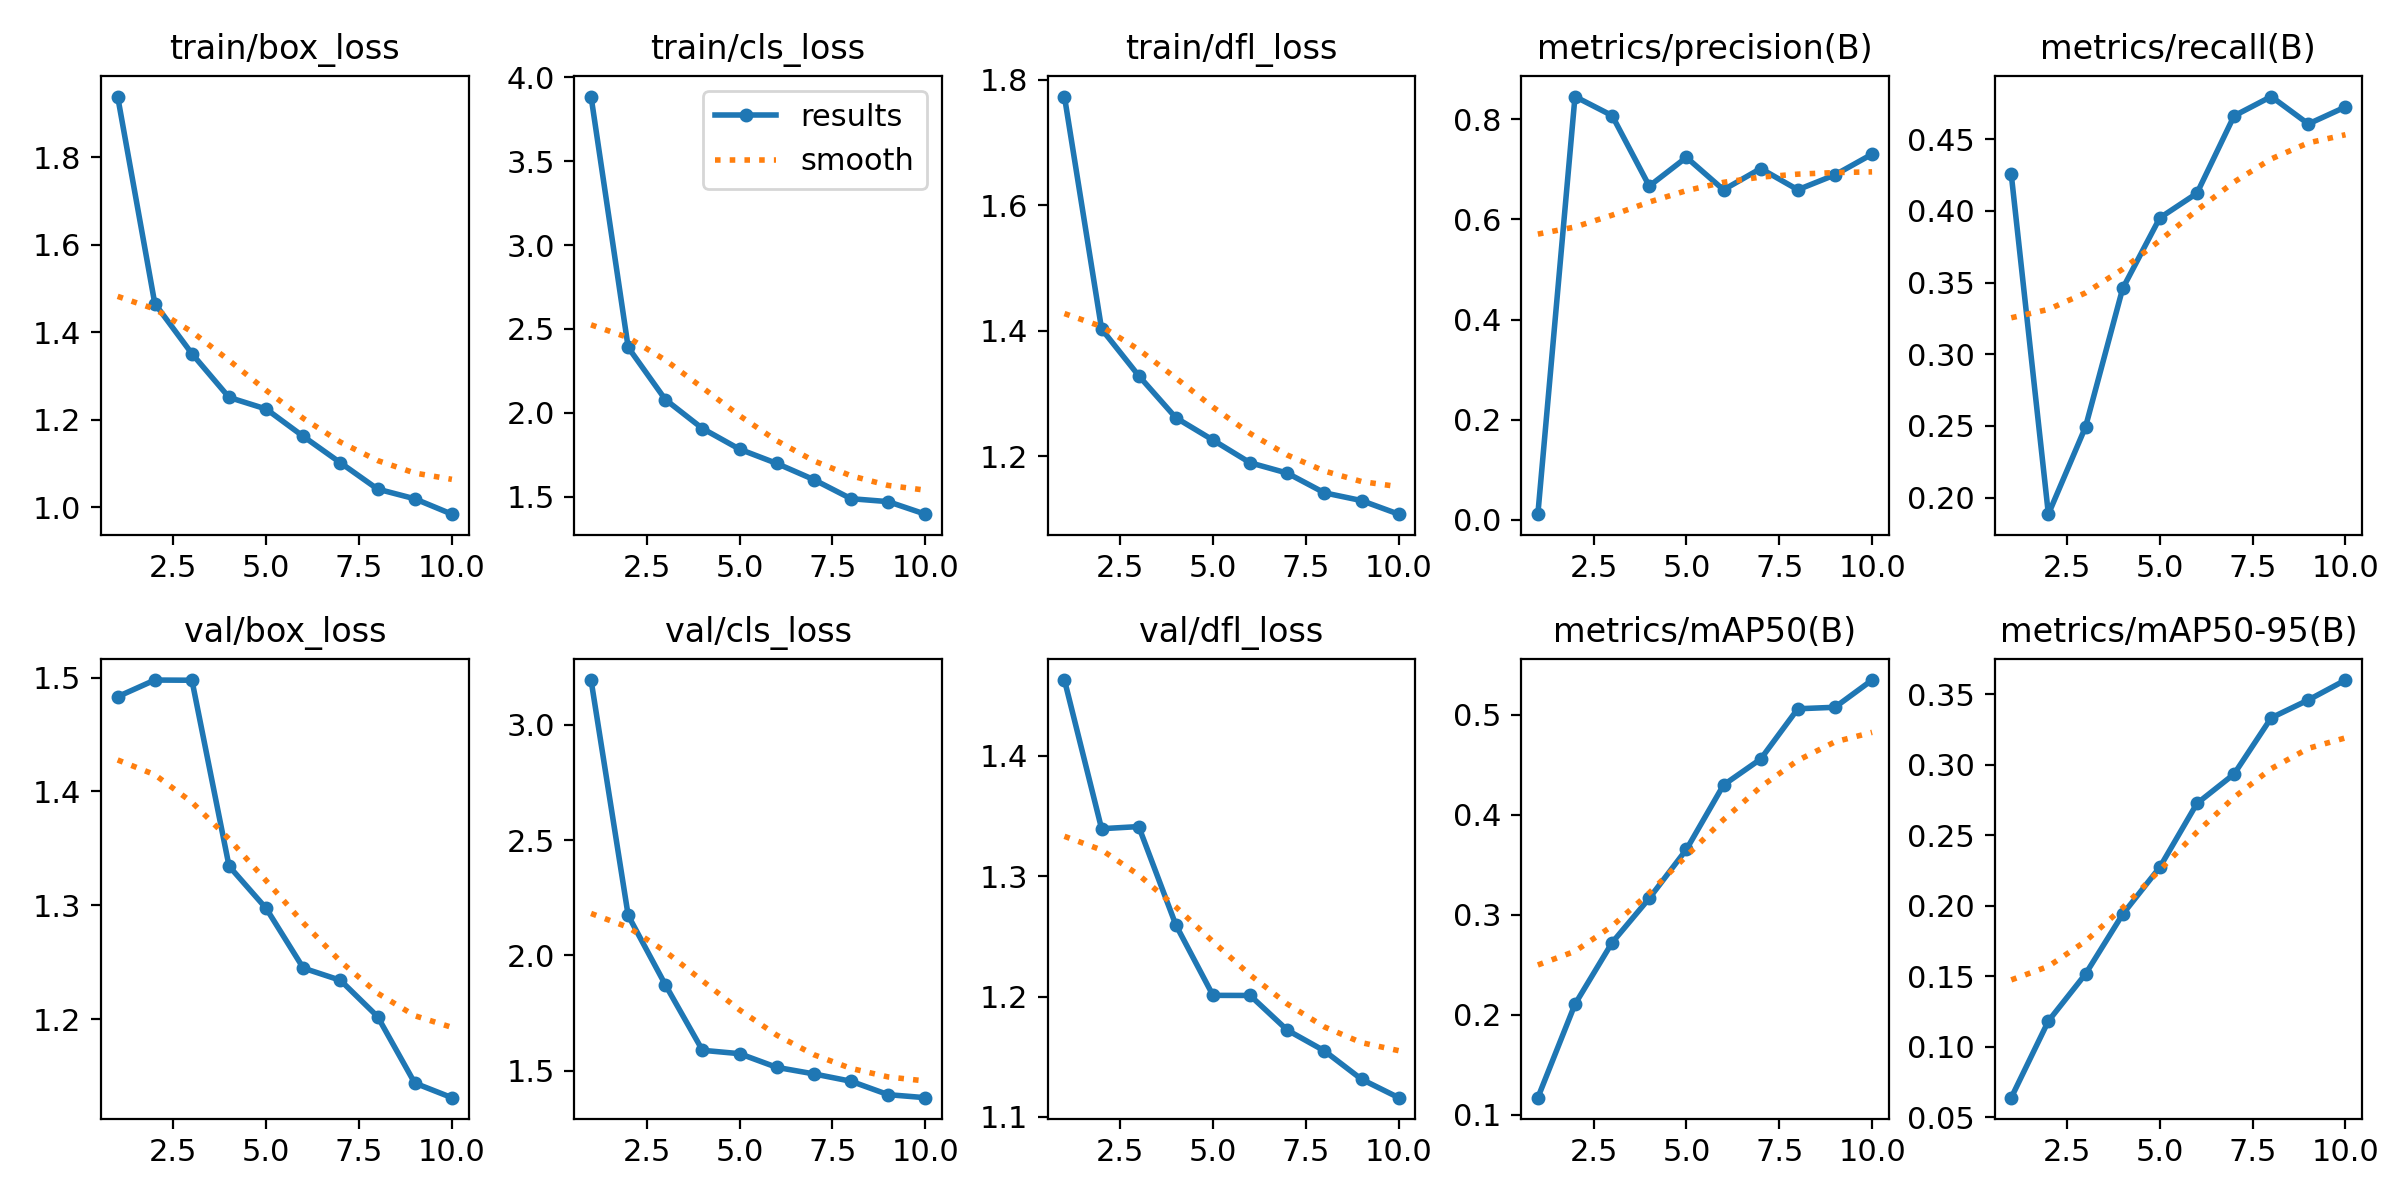 train/box_loss
1.8
1.6
1.4
1.2
1.0
2.5 5.0 7.5 10.0
train/cls_loss
results
smooth
4.0
3.5
3.0
2.5
2.0
1.5
2.5 5.0 7.5 10.0
train/dfl_loss
1.8
1.6
1.4
1.2
2.5 5.0 7.5 10.0
metrics/precision(B)
0.8
0.6
0.4
0.2
0.0
2.5 5.0 7.5 10.0
metrics/recall(B)
0.45
0.40
0.35
0.30
0.25
0.20
2.5 5.0 7.5 10.0
val/box_loss
1.5
1.4
1.3
1.2
2.5 5.0 7.5 10.0
val/cls_loss
3.0
2.5
2.0
1.5
2.5 5.0 7.5 10.0
val/dfl_loss
1.4
1.3
1.2
1.1
2.5 5.0 7.5 10.0
metrics/mAP50(B)
0.5
0.4
0.3
0.2
0.1
2.5 5.0 7.5 10.0
metrics/mAP50-95(B)
0.35
0.30
0.25
0.20
0.15
0.10
0.05
2.5 5.0 7.5 10.0